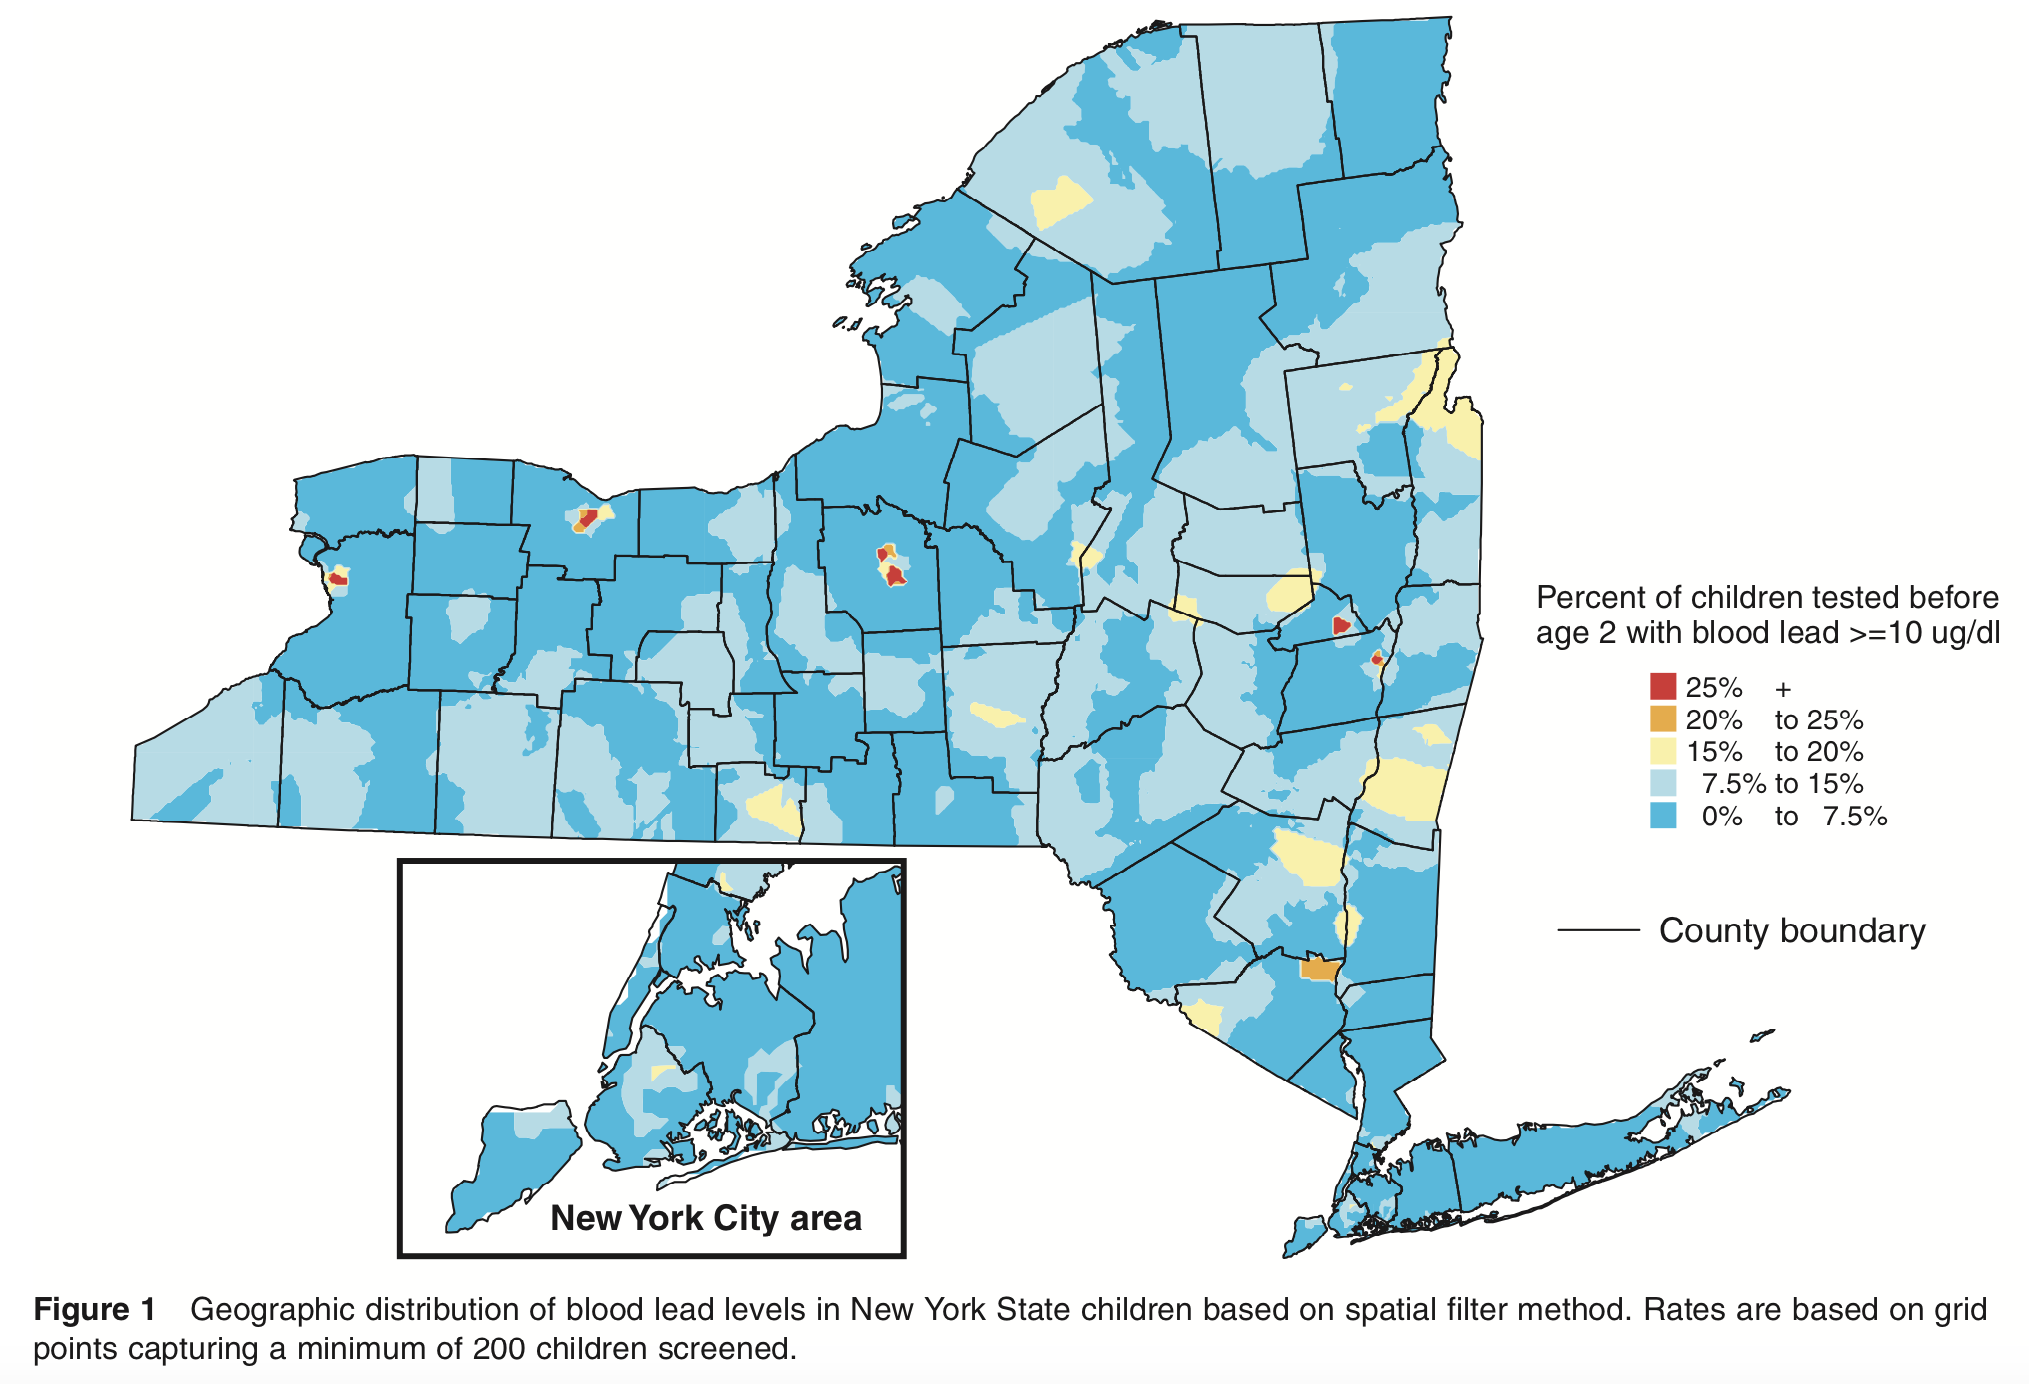 Percent of children tested before
age 2 with blood lead >=10 ug/dl
25% +
20% to 25%
15% to 20%
7.5% to 15%
0% to 7.5%
County boundary
New York City area
Figure 1 Geographic distribution of blood lead levels in New York State children based on spatial filter method. Rates are based on grid
points capturing a minimum of 200 children screened.